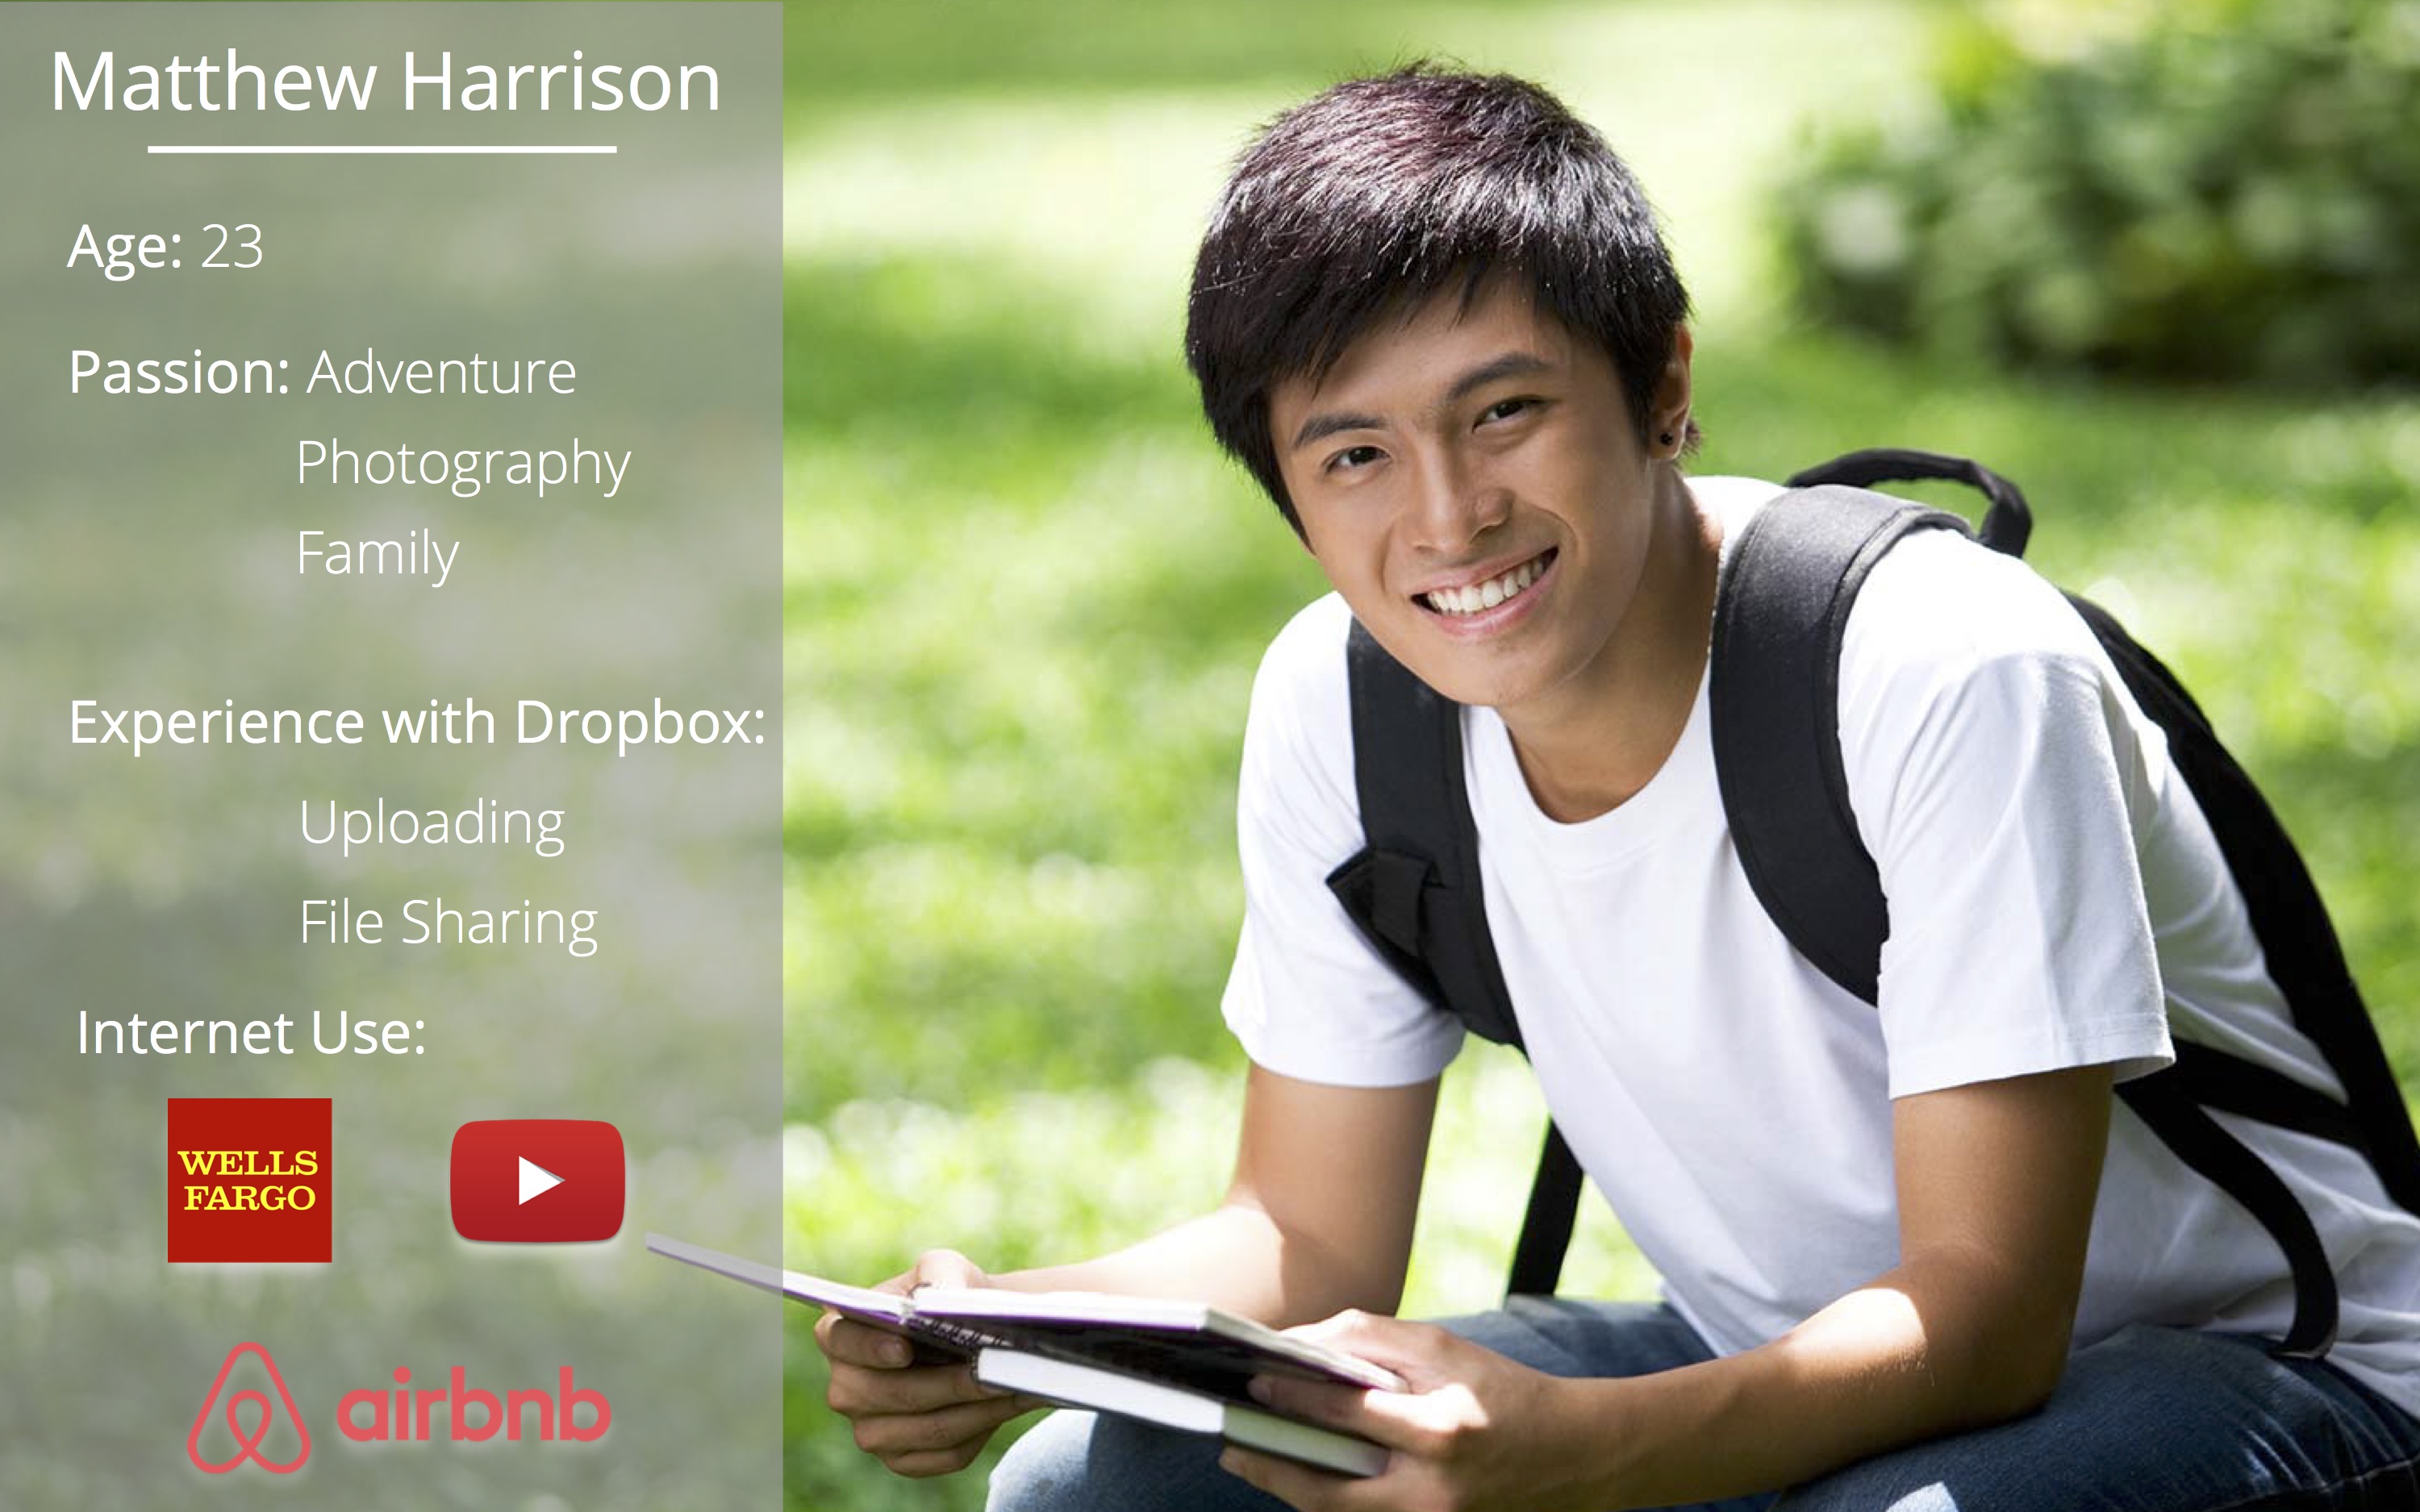 Matthew Harrison
Age: 23
Passion: Adventure
Photography
Family
Experience with Dropbox:
Uploading
File Sharing
Internet Use:
WELLS
FARGO
airbnb